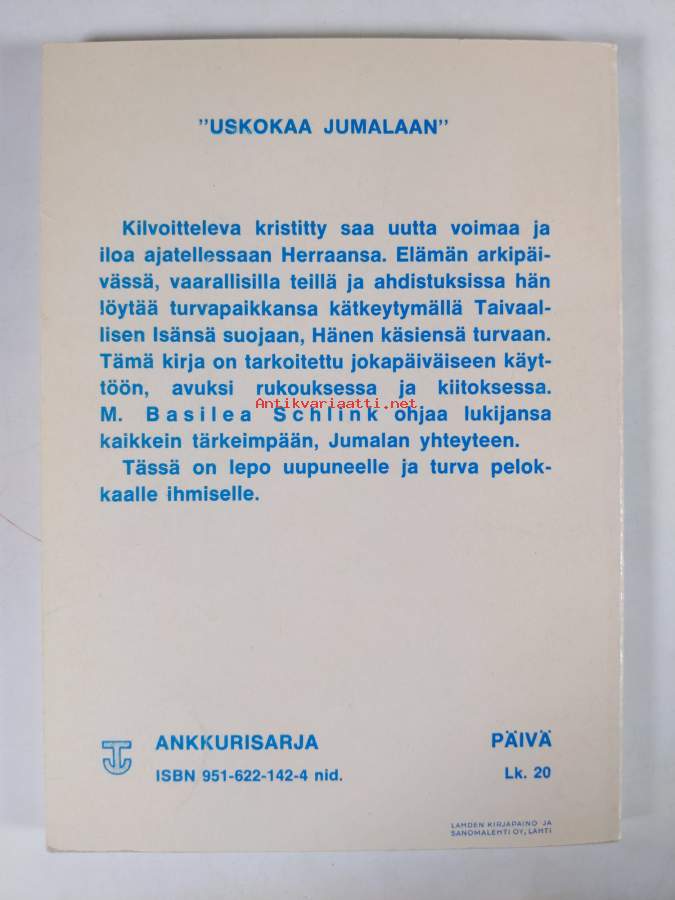 "USKOKAA JUMALAAN"
Kilvoitteleva kristitty saa uutta voimaa ja
iloa ajatellessaan Herraansa. Elämän arkipäi-
vässä, vaarallisilla teillä ja ahdistuksissa hän
löytää turvapaikkansa kätkeytymällä Taivaal-
lisen Isänsä suojaan, Hänen käsiensä turvaan.
Tämä kirja on tarkoitettu jokapäiväiseen käyt-
töön, avuksi rukouksessa ja kiitoksessa.
Antikvariaatti.net
M. Basilea Schlink ohjaa lukijansa
kaikkein tärkeimpään, Jumalan yhteyteen.
Tässä on lepo uupuneelle ja turva pelok-
kaalle ihmiselle.
ANKKURISARJA PÄIVÄ
ISBN 951-622-142-4 nid. Lk. 20
LAHDEN KIRJAPAINO JA
SANOMALEHTI OY, LAHTI